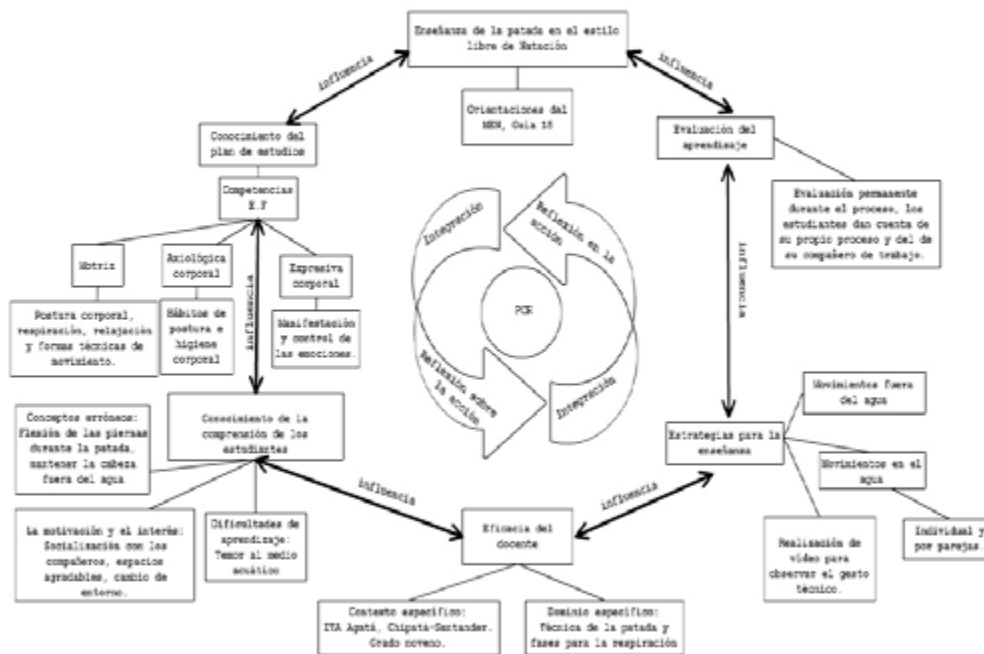 Enseñanza de la patada en el estilo
libre de Natación
influencia
influencia
Orientaciones del
MEN, Guía 15
Conocimiento del
plan de estudios
Evaluación del
aprendizaje
Competencias
E.F
Evaluación permanente
durante el proceso, los
estudiantes dan cuenta de
su propio proceso y del de
su compañero de trabajo.
Integración
Reflexión en la
acción
Motriz
Axiológica
corporal
Expresiva
corporal
influencia
influencia
PCK
Postura corporal,
respiración, relajación
y formas técnicas de
movimiento.
Hábitos de
postura e
higiene
corporal
Manifestación
y control de
las emociones.
Reflexión sobre
la acción
Integración
Movimientos fuera
del agua
Conceptos erróneos:
Flexión de las piernas
durante la patada,
mantener la cabeza
fuera del agua
Conocimiento de la
comprensión de los
estudiantes
Estrategias para la
enseñanza
Movimientos en el
agua
influencia
influencia
La motivación y el interés:
Socialización con los
compañeros, espacios
agradables, cambio de
entorno.
Dificultades de
aprendizaje:
Temor al medio
acuático
Eficacia del
docente
Realización de
video para
observar el gesto
técnico.
Individual y
por parejas.
Contexto específico:
ITA Agatá, Chipatá-Santander.
Grado noveno.
Dominio específico:
Técnica de la patada y
fases para la respiración